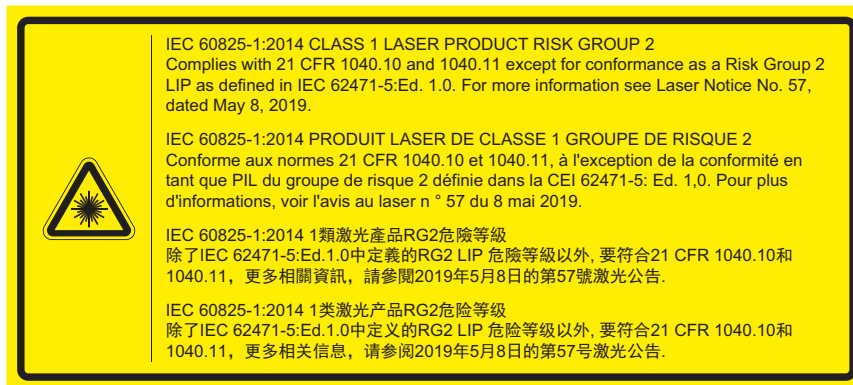 IEC 60825-1:2014 CLASS 1 LASER PRODUCT RISK GROUP 2
Complies with 21 CFR 1040.10 and 1040.11 except for conformance as a Risk Group 2
LIP as defined in IEC 62471-5:Ed. 1.0. For more information see Laser Notice No. 57,
dated May 8, 2019.
IEC 60825-1:2014 PRODUIT LASER DE CLASSE 1 GROUPE DE RISQUE 2
Conforme aux normes 21 CFR 1040.10 et 1040.11, à l'exception de la conformité en
tant que PIL du groupe de risque 2 définie dans la CEI 62471-5: Ed. 1,0. Pour plus
d'informations, voir l'avis au laser n ° 57 du 8 mai 2019.
IEC 60825-1:2014 1類激光產品RG2危險等級
除了IEC 62471-5:Ed.1.0中定義的RG2 LIP 危險等級以外, 要符合21 CFR 1040.10和
1040.11，更多相關資訊，請參閱2019年5月8日的第57號激光公告.
IEC 60825-1:2014 1类激光产品RG2危险等级
除了IEC 62471-5:Ed.1.0中定义的RG2 LIP 危险等级以外, 要符合21 CFR 1040.10和
1040.11，更多相关信息，请参阅2019年5月8日的第57号激光公告.